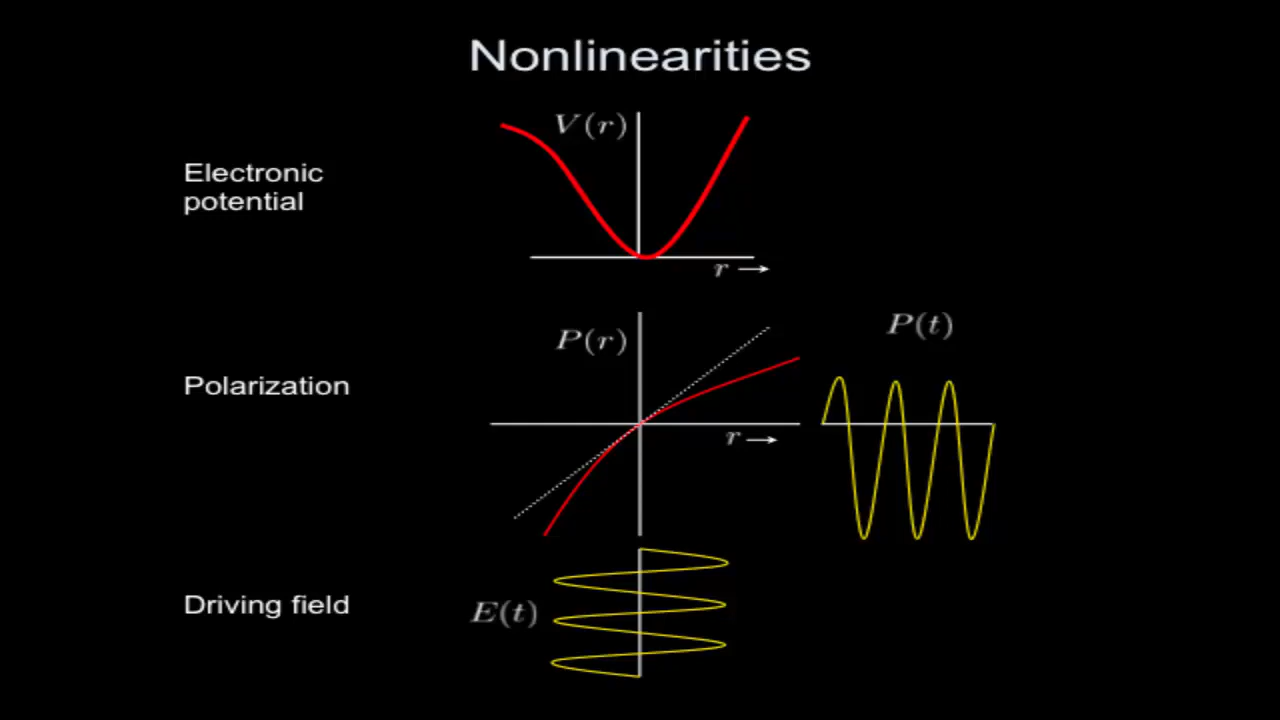 Nonlinearities
V(r)
Electronic
potential
r →
P(t)
P(r)
Polarization
r →
Driving field
E(t)